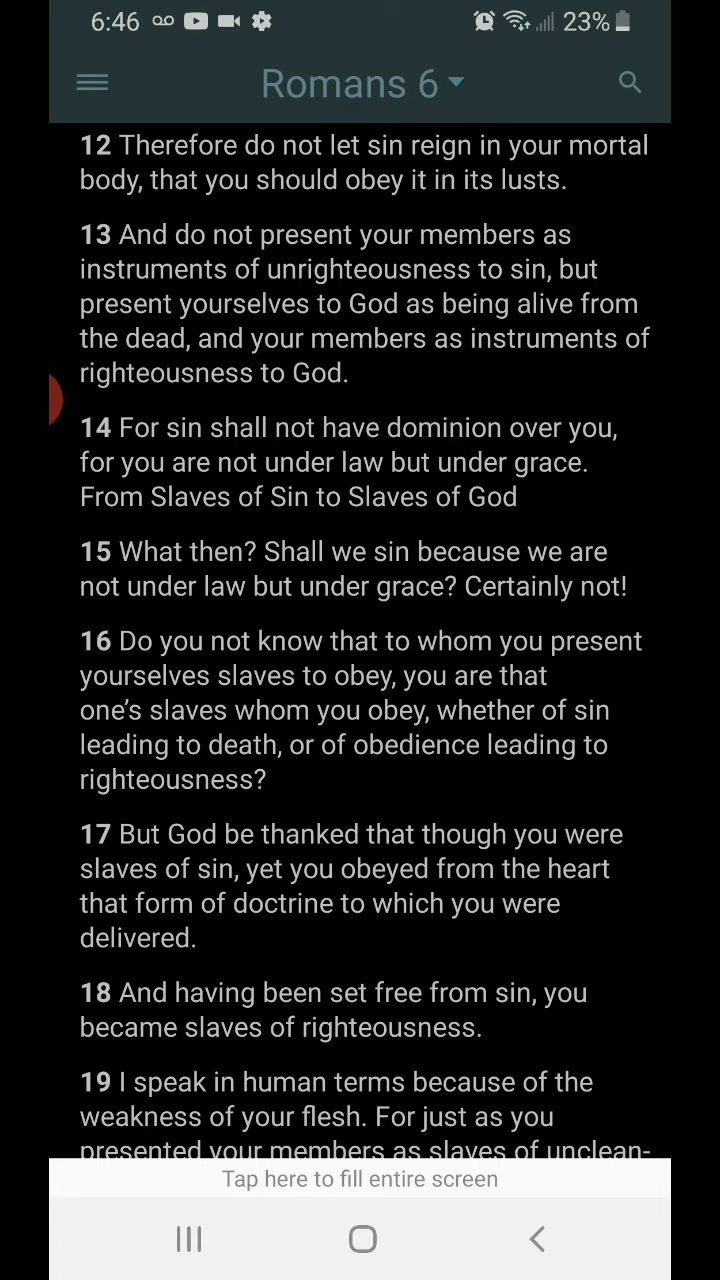 6:46 23%
Romans 6
12 Therefore do not let sin reign in your mortal
body, that you should obey it in its lusts.
13 And do not present your members as
instruments of unrighteousness to sin, but
present yourselves to God as being alive from
the dead, and your members as instruments of
righteousness to God.
14 For sin shall not have dominion over you,
for you are not under law but under grace.
From Slaves of Sin to Slaves of God
15 What then? Shall we sin because we are
not under law but under grace? Certainly not!
16 Do you not know that to whom you present
yourselves slaves to obey, you are that
one’s slaves whom you obey, whether of sin
leading to death, or of obedience leading to
righteousness?
17 But God be thanked that though you were
slaves of sin, yet you obeyed from the heart
that form of doctrine to which you were
delivered.
18 And having been set free from sin, you
became slaves of righteousness.
19 I speak in human terms because of the
weakness of your flesh. For just as you
presented your members as slaves of unclean-
Tap here to fill entire screen